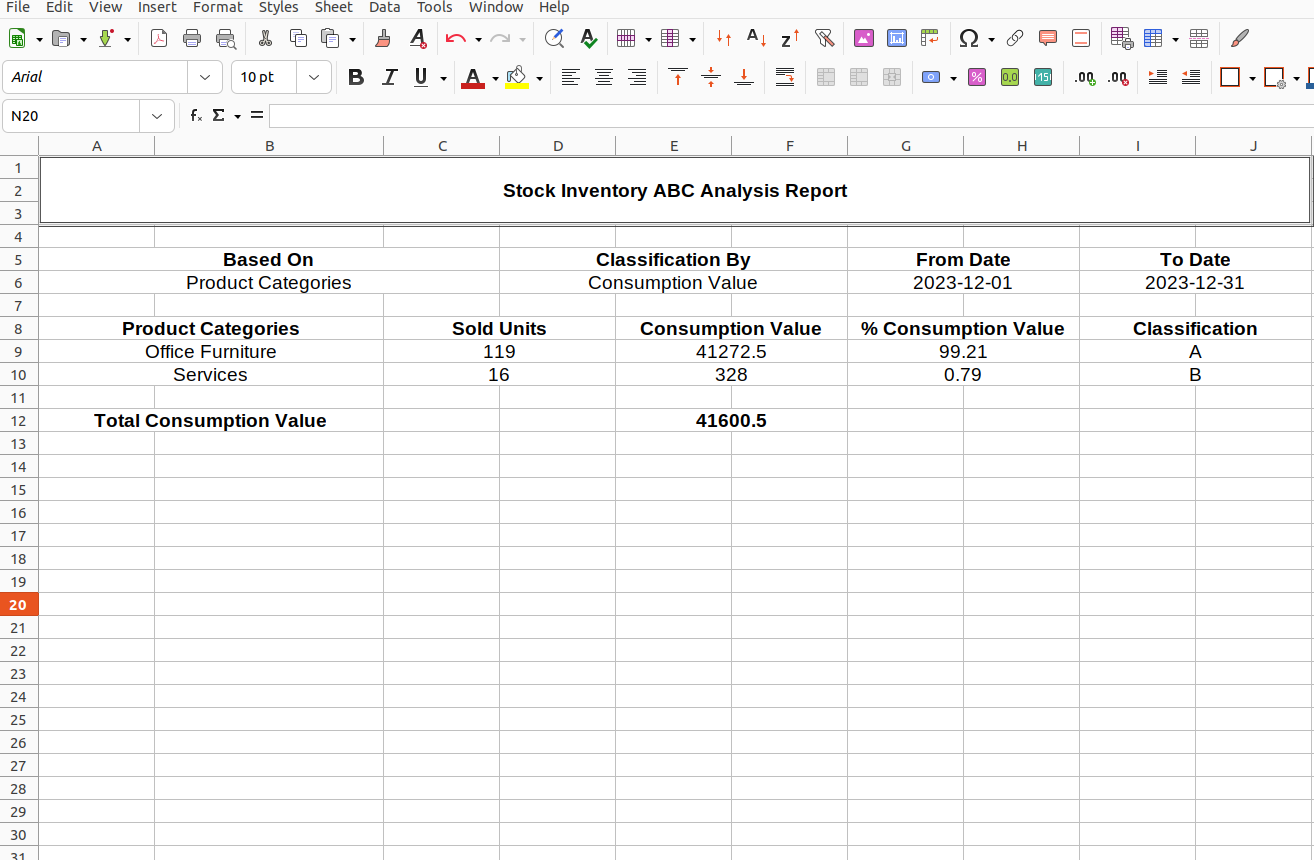 File Edit View Insert Format Styles Sheet Data Tools Window Help
Arial 10 pt B I U A
N20 fx Σ =
A B C D E F G H I J
1
2 Stock Inventory ABC Analysis Report
3
4
5 Based On Classification By From Date To Date
6 Product Categories Consumption Value 2023-12-01 2023-12-31
7
8 Product Categories Sold Units Consumption Value % Consumption Value Classification
9 Office Furniture 119 41272.5 99.21 A
10 Services 16 328 0.79 B
11
12 Total Consumption Value 41600.5
13
14
15
16
17
18
19
20
21
22
23
24
25
26
27
28
29
30
31